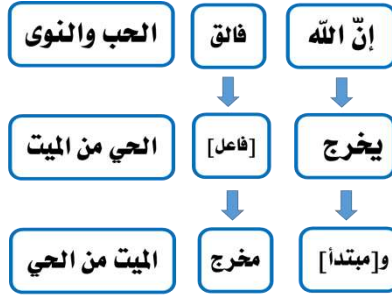 إنّ الله فالق الحب والنوى
يخرج [فاعل] الحي من الميت
و[مبتدأ] مخرج الميت من الحي